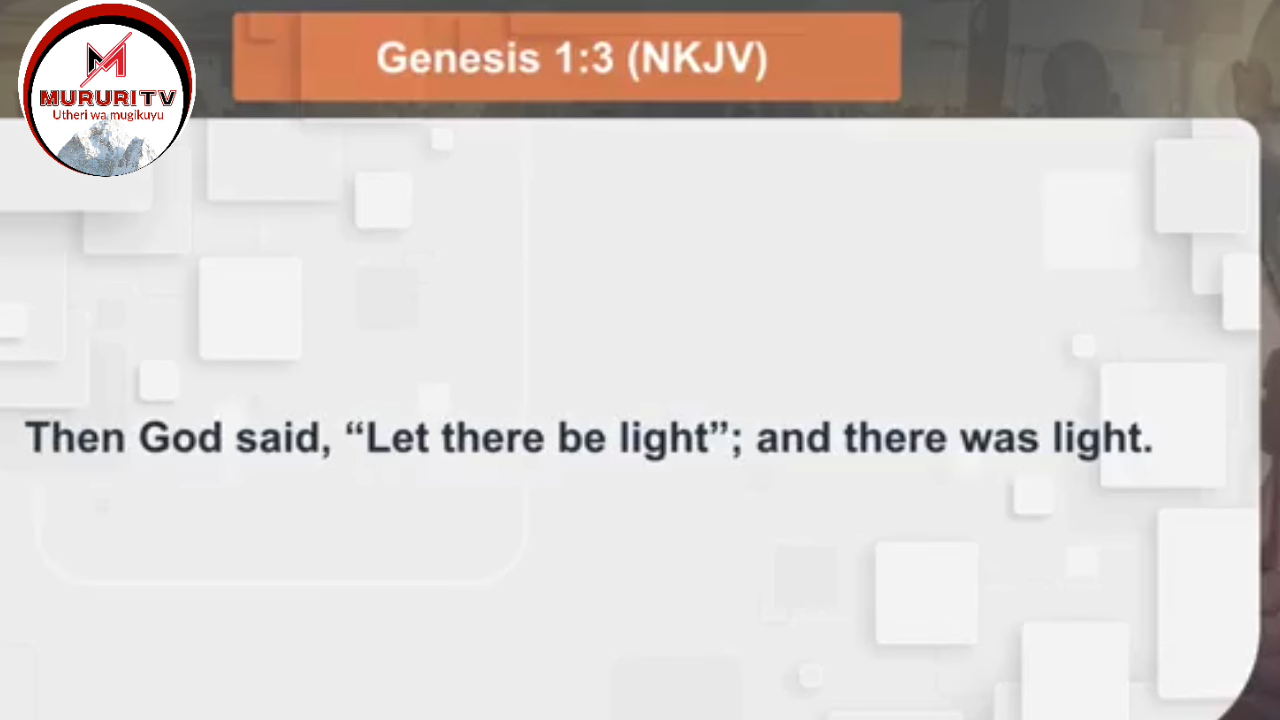 Genesis 1:3 (NKJV)
M
MURURI TV
Utheri wa mugikuyu
Then God said, “Let there be light”; and there was light.